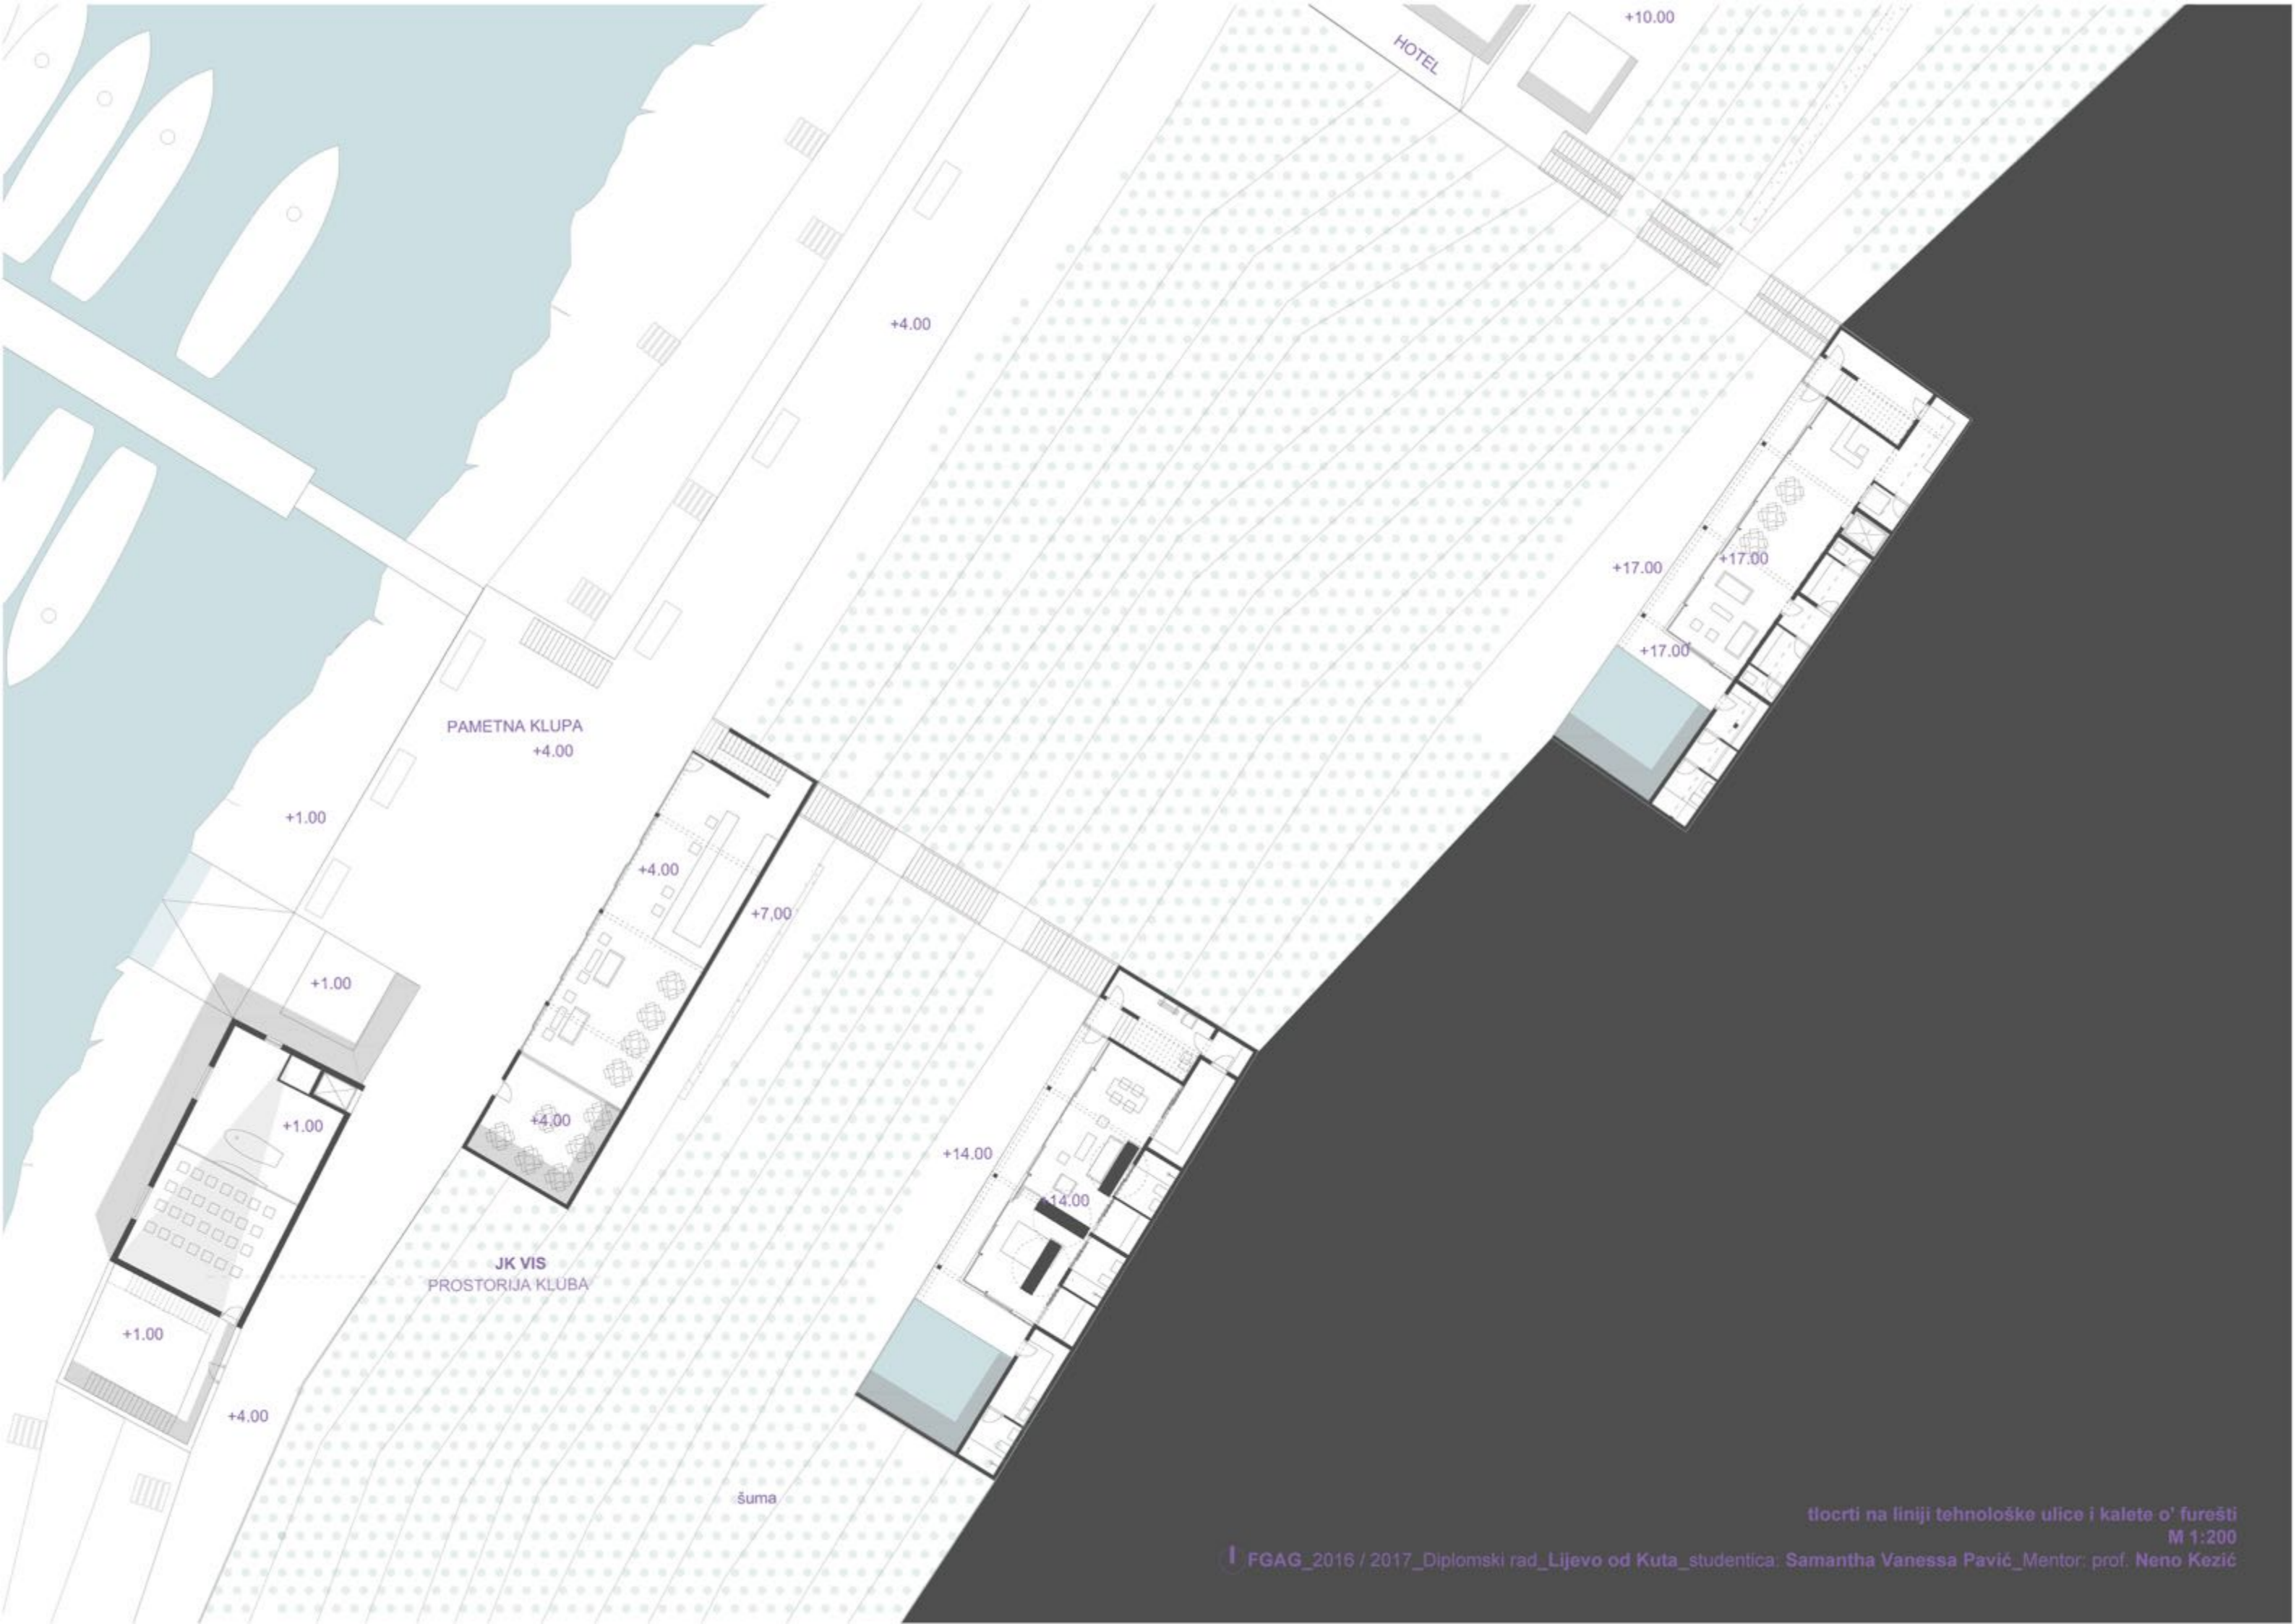 +10.00
HOTEL
+4.00
+17.00
+17.00
+17.00
PAMETNA KLUPA
+4.00
+1.00
+4.00
+7,00
+1.00
+1.00
+4.00
+14.00
+14.00
JK VIS
PROSTORIJA KLUBA
+1.00
+4.00
šuma
tlocrti na liniji tehnološke ulice i kalete o' furešti
M 1:200
FGAG_2016 / 2017_Diplomski rad_Lijevo od Kuta_studentica: Samantha Vanessa Pavić_Mentor: prof. Neno Kezić